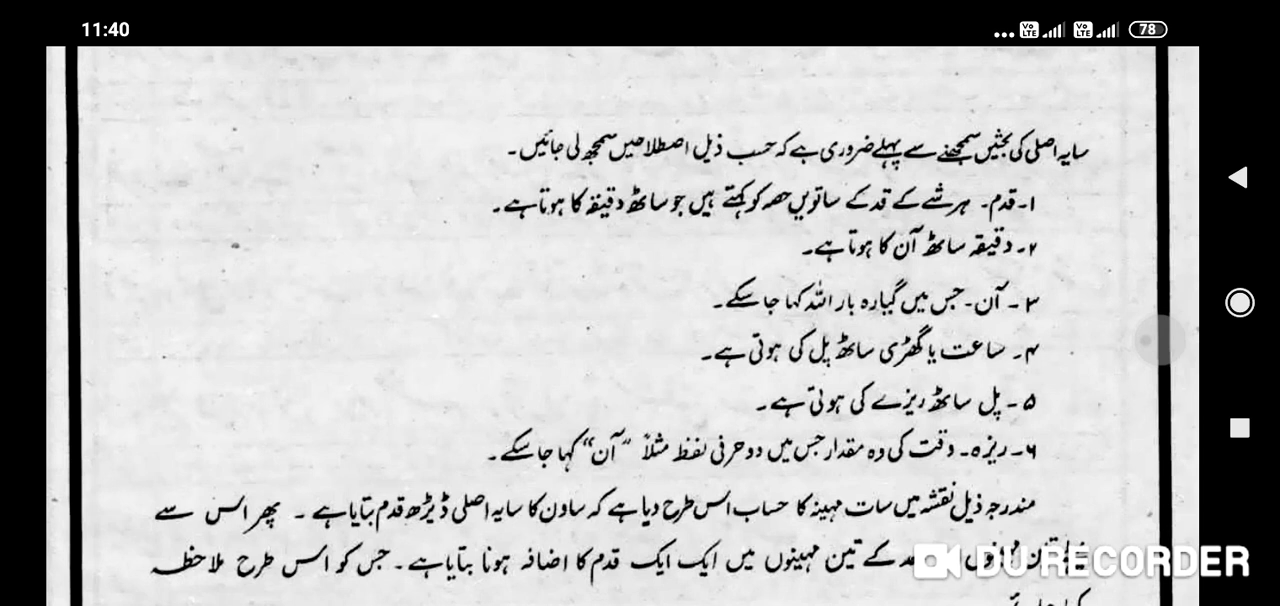 11:40
Vo LTE Vo LTE 78
سایہ اصلی کی بحثیں سمجھنے سے پہلے ضروری ہے کہ حسب ذیل اصطلاحیں سمجھ لی جائیں۔
۱۔ قدم۔ ہر شے کے قد کے ساتویں حصہ کو کہتے ہیں جو ساٹھ دقیقہ کا ہوتا ہے۔
۲۔ دقیقہ ساٹھ آن کا ہوتا ہے۔
۳۔ آن۔ جس میں گیارہ بار اللہ کہا جا سکے۔
۴۔ ساعت یا گھڑی ساٹھ پل کی ہوتی ہے۔
۵۔ پل ساٹھ ریزے کی ہوتی ہے۔
۶۔ ریزہ۔ وقت کی وہ مقدار جس میں دو حرفی لفظ مثلاً "آن" کہا جا سکے۔
مندرجہ ذیل نقشہ میں سات مہینہ کا حساب اس طرح دیا ہے کہ ساون کا سایہ اصلی ڈیڑھ قدم بتایا ہے۔ پھر اس سے
کے تین مہینوں میں ایک ایک قدم کا اضافہ ہونا بتایا ہے۔ جس کو اس طرح ملاحظہ
DU RECORDER